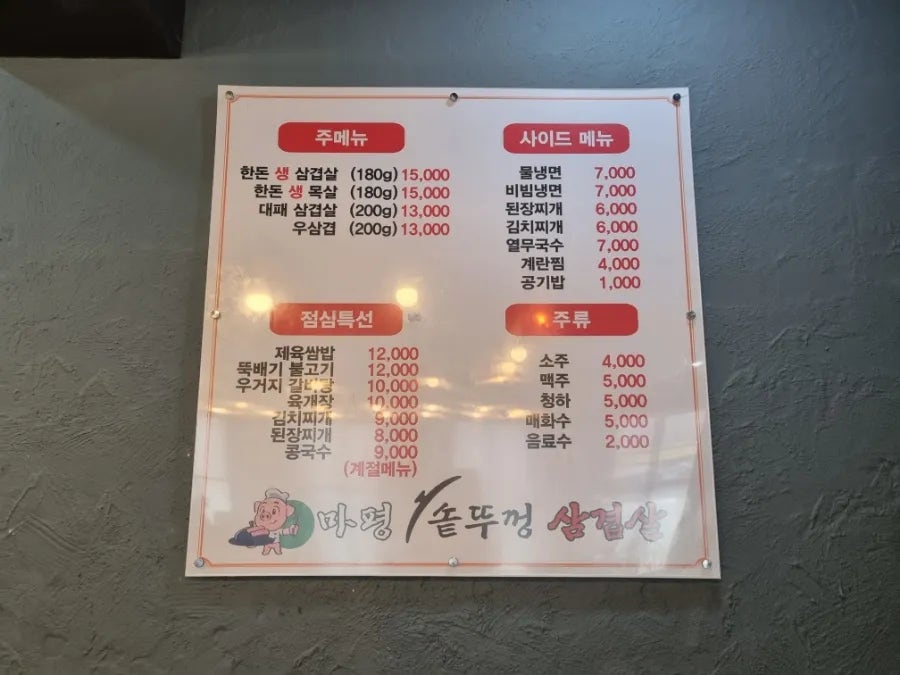 주메뉴
한돈 생 삼겹살 (180g) 15,000
한돈 생 목살 (180g) 15,000
대패 삼겹살 (200g) 13,000
우삼겹 (200g) 13,000
사이드 메뉴
물냉면 7,000
비빔냉면 7,000
된장찌개 6,000
김치찌개 6,000
열무국수 7,000
계란찜 4,000
공기밥 1,000
점심특선
제육쌈밥 12,000
뚝배기 불고기 12,000
우거지 갈비탕 10,000
육개장 10,000
김치찌개 9,000
된장찌개 8,000
콩국수 9,000
(계절메뉴)
주류
소주 4,000
맥주 5,000
청하 5,000
매화수 5,000
음료수 2,000
마평 솥뚜껑 삼겹살